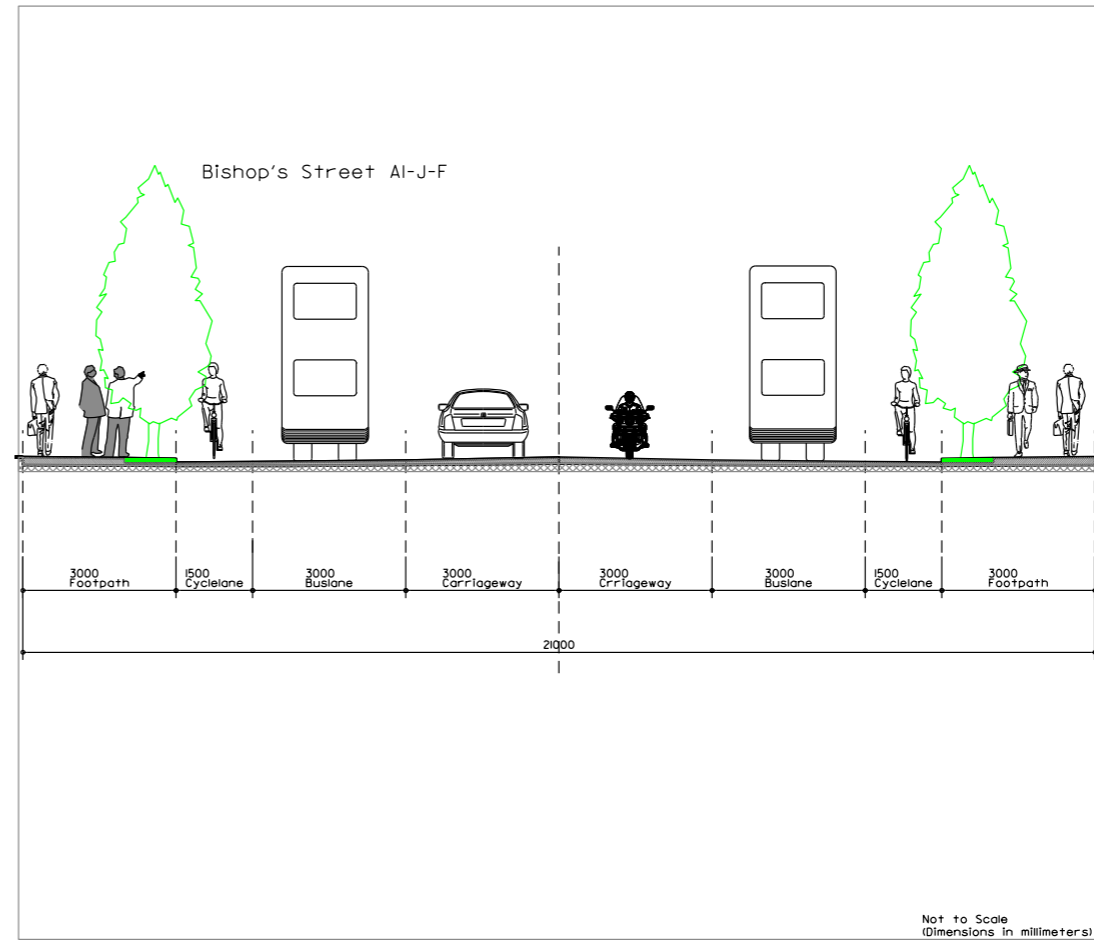 Bishop's Street AI-J-F
3000 1500 3000 3000 3000 3000 1500 3000
Footpath Cyclelane Buslane Carriageway Crriageway Buslane Cyclelane Footpath
21000
Not to Scale
(Dimensions in millimeters)